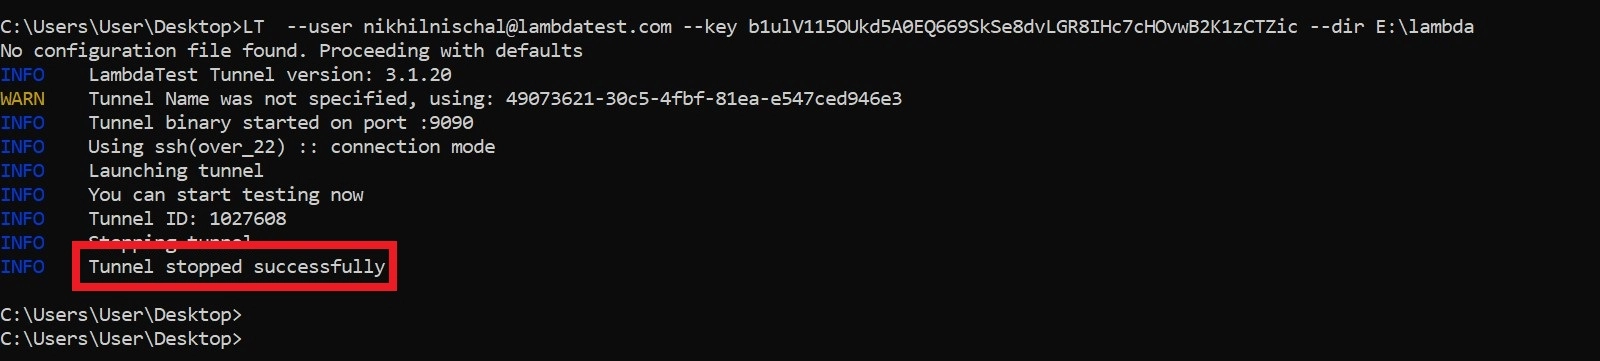 C:\Users\User\Desktop>LT  --user nikhilnischal@lambdatest.com --key b1ulV115OUkd5A0EQ669SkSe8dvLGR8IHc7cHOvwB2K1zCTZic --dir E:\lambda
No configuration file found. Proceeding with defaults
INFO    LambdaTest Tunnel version: 3.1.20
WARN    Tunnel Name was not specified, using: 49073621-30c5-4fbf-81ea-e547ced946e3
INFO    Tunnel binary started on port :9090
INFO    Using ssh(over_22) :: connection mode
INFO    Launching tunnel
INFO    You can start testing now
INFO    Tunnel ID: 1027608
INFO    Stopping tunnel
INFO    Tunnel stopped successfully
C:\Users\User\Desktop>
C:\Users\User\Desktop>